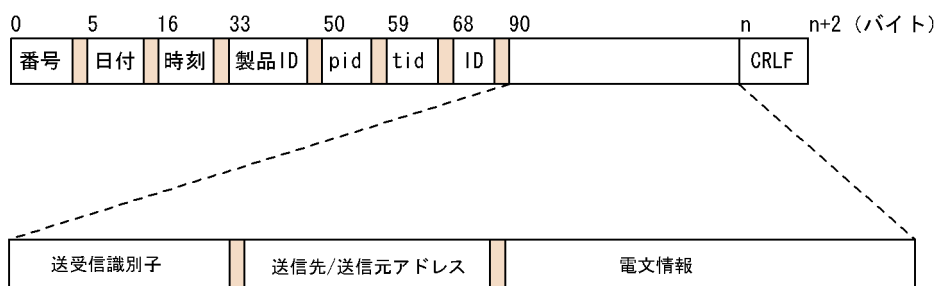 0 5 16 33 50 59 68 90 n n+2 (バイト)
番号 日付 時刻 製品ID pid tid ID CRLF
送受信識別子 送信先/送信元アドレス 電文情報